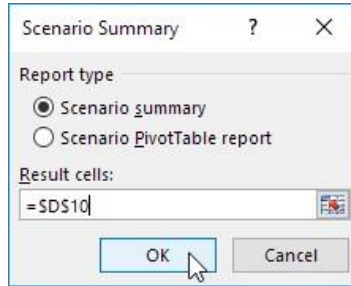 Scenario Summary ? ×
Report type
Scenario summary
Scenario PivotTable report
Result cells:
=$D$10
OK Cancel